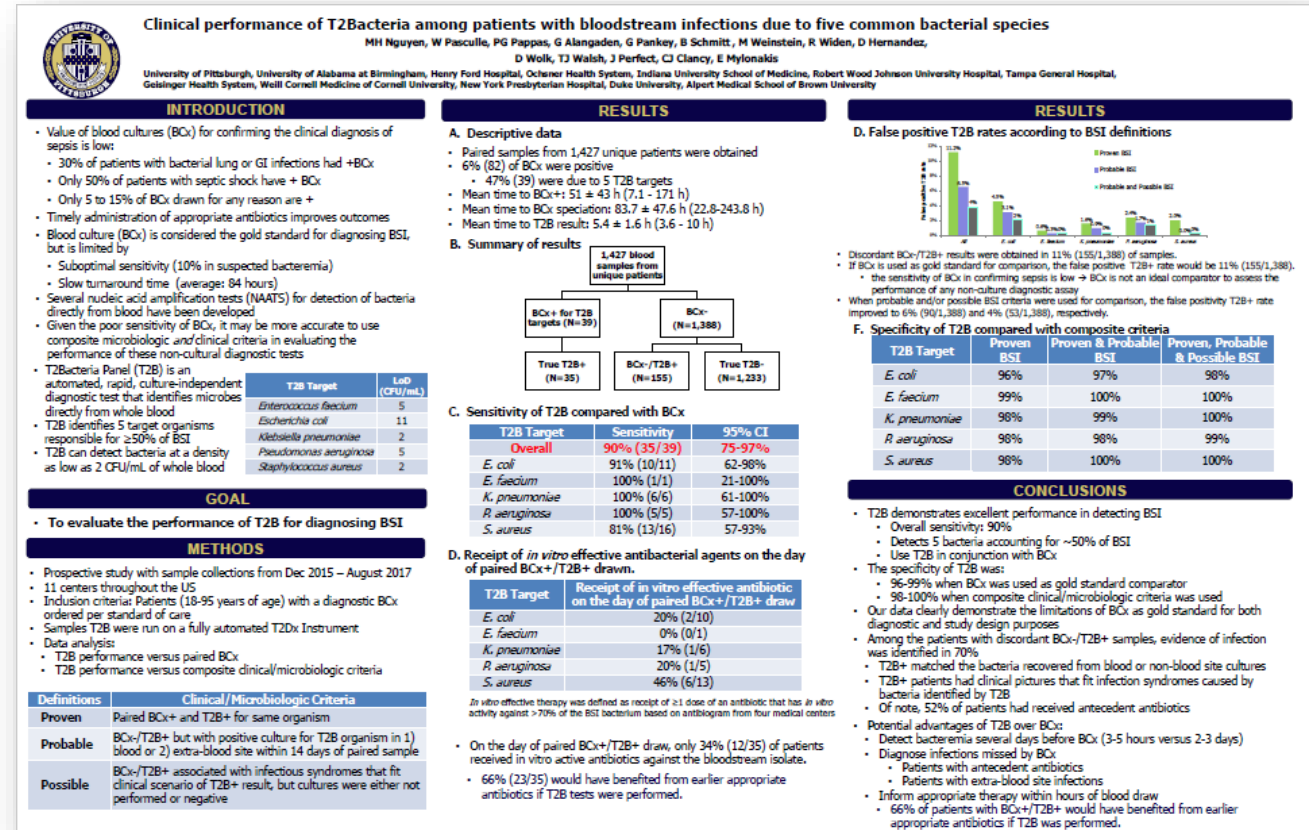 Clinical performance of T2Bacteria among patients with bloodstream infections due to five common bacterial species
MH Nguyen, W Pasculle, PG Pappas, G Alangaden, G Pankey, B Schmitt, M Weinstein, R Widen, D Hernandez,
D Wolk, TJ Walsh, J Perfect, CJ Clancy, E Mylonakis
University of Pittsburgh, University of Alabama at Birmingham, Henry Ford Hospital, Ochsner Health System, Indiana University School of Medicine, Robert Wood Johnson University Hospital, Tampa General Hospital,
Geisinger Health System, Weill Cornell Medicine of Cornell University, New York Presbyterian Hospital, Duke University, Alpert Medical School of Brown University
UNIVERSITY OF PITTSBURGH
INTRODUCTION
• Value of blood cultures (BCx) for confirming the clinical diagnosis of
sepsis is low:
• 30% of patients with bacterial lung or GI infections had +BCx
• Only 50% of patients with septic shock have + BCx
• Only 5 to 15% of BCx drawn for any reason are +
• Timely administration of appropriate antibiotics improves outcomes
• Blood culture (BCx) is considered the gold standard for diagnosing BSI,
but is limited by
• Suboptimal sensitivity (10% in suspected bacteremia)
• Slow turnaround time (average: 84 hours)
• Several nucleic acid amplification tests (NAATS) for detection of bacteria
directly from blood have been developed
• Given the poor sensitivity of BCx, it may be more accurate to use
composite microbiologic and clinical criteria in evaluating the
performance of these non-cultural diagnostic tests
• T2Bacteria Panel (T2B) is an
automated, rapid, culture-independent
diagnostic test that identifies microbes
directly from whole blood
• T2B identifies 5 target organisms
responsible for ≥50% of BSI
• T2B can detect bacteria at a density
as low as 2 CFU/mL of whole blood
T2B Target LoD (CFU/mL)
Enterococcus faecium 5
Escherichia coli 11
Klebsiella pneumoniae 2
Pseudomonas aeruginosa 5
Staphylococcus aureus 2
GOAL
• To evaluate the performance of T2B for diagnosing BSI
METHODS
• Prospective study with sample collections from Dec 2015 – August 2017
• 11 centers throughout the US
• Inclusion criteria: Patients (18-95 years of age) with a diagnostic BCx
ordered per standard of care
• Samples T2B were run on a fully automated T2Dx Instrument
• Data analysis:
• T2B performance versus paired BCx
• T2B performance versus composite clinical/microbiologic criteria
Definitions Clinical/Microbiologic Criteria
Proven Paired BCx+ and T2B+ for same organism
Probable BCx-/T2B+ but with positive culture for T2B organism in 1)
blood or 2) extra-blood site within 14 days of paired sample
Possible BCx-/T2B+ associated with infectious syndromes that fit
clinical scenario of T2B+ result, but cultures were either not
performed or negative
RESULTS
A. Descriptive data
• Paired samples from 1,427 unique patients were obtained
• 6% (82) of BCx were positive
• 47% (39) were due to 5 T2B targets
• Mean time to BCx+: 51 ± 43 h (7.1 - 171 h)
• Mean time to BCx speciation: 83.7 ± 47.6 h (22.8-243.8 h)
• Mean time to T2B result: 5.4 ± 1.6 h (3.6 - 10 h)
B. Summary of results
1,427 blood
samples from
unique patients
BCx+ for T2B
targets (N=39)
BCx-
(N=1,388)
True T2B+
(N=35)
BCx-/T2B+
(N=155)
True T2B-
(N=1,233)
C. Sensitivity of T2B compared with BCx
T2B Target Sensitivity 95% CI
Overall 90% (35/39) 75-97%
E. coli 91% (10/11) 62-98%
E. faecium 100% (1/1) 21-100%
K. pneumoniae 100% (6/6) 61-100%
P. aeruginosa 100% (5/5) 57-100%
S. aureus 81% (13/16) 57-93%
D. Receipt of in vitro effective antibacterial agents on the day
of paired BCx+/T2B+ drawn.
T2B Target Receipt of in vitro effective antibiotic
on the day of paired BCx+/T2B+ draw
E. coli 20% (2/10)
E. faecium 0% (0/1)
K. pneumoniae 17% (1/6)
P. aeruginosa 20% (1/5)
S. aureus 46% (6/13)
In vitro effective therapy was defined as receipt of ≥1 dose of an antibiotic that has in vitro
activity against >70% of the BSI bacterium based on antibiogram from four medical centers
• On the day of paired BCx+/T2B+ draw, only 34% (12/35) of patients
received in vitro active antibiotics against the bloodstream isolate.
• 66% (23/35) would have benefited from earlier appropriate
antibiotics if T2B tests were performed.
RESULTS
D. False positive T2B rates according to BSI definitions
Proven BSI
Probable BSI
Probable and Possible BSI
All E. coli E. faecium K. pneumoniae P. aeruginosa S. aureus
• Discordant BCx-/T2B+ results were obtained in 11% (155/1,388) of samples.
• If BCx is used as gold standard for comparison, the false positive T2B+ rate would be 11% (155/1,388).
• the sensitivity of BCx in confirming sepsis is low → BCx is not an ideal comparator to assess the
performance of any non-culture diagnostic assay
• When probable and/or possible BSI criteria were used for comparison, the false positivity T2B+ rate
improved to 6% (90/1,388) and 4% (53/1,388), respectively.
F. Specificity of T2B compared with composite criteria
T2B Target Proven BSI Proven & Probable BSI Proven, Probable & Possible BSI
E. coli 96% 97% 98%
E. faecium 99% 100% 100%
K. pneumoniae 98% 99% 100%
P. aeruginosa 98% 98% 99%
S. aureus 98% 100% 100%
CONCLUSIONS
• T2B demonstrates excellent performance in detecting BSI
• Overall sensitivity: 90%
• Detects 5 bacteria accounting for ~50% of BSI
• Use T2B in conjunction with BCx
• The specificity of T2B was:
• 96-99% when BCx was used as gold standard comparator
• 98-100% when composite clinical/microbiologic criteria was used
• Our data clearly demonstrate the limitations of BCx as gold standard for both
diagnostic and study design purposes
• Among the patients with discordant BCx-/T2B+ samples, evidence of infection
was identified in 70%
• T2B+ matched the bacteria recovered from blood or non-blood site cultures
• T2B+ patients had clinical pictures that fit infection syndromes caused by
bacteria identified by T2B
• Of note, 52% of patients had received antecedent antibiotics
• Potential advantages of T2B over BCx:
• Detect bacteremia several days before BCx (3-5 hours versus 2-3 days)
• Diagnose infections missed by BCx
• Patients with antecedent antibiotics
• Patients with extra-blood site infections
• Inform appropriate therapy within hours of blood draw
• 66% of patients with BCx+/T2B+ would have benefited from earlier
appropriate antibiotics if T2B was performed.